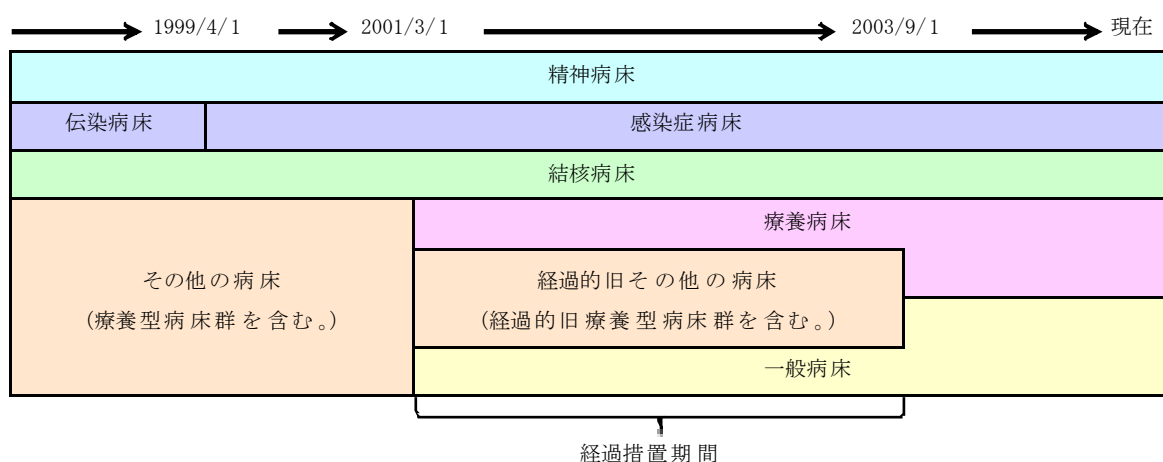 1999/4/1 2001/3/1 2003/9/1 現在
精神病床
伝染病床 感染症病床
結核病床
療養病床
その他の病床 経過的旧その他の病床
(療養型病床群を含む。) (経過的旧療養型病床群を含む。)
一般病床
経過措置期間